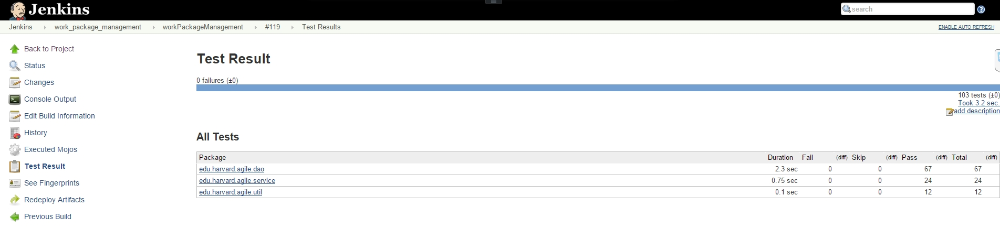 Jenkins
search
Jenkins work_package_management workPackageManagement #119 Test Results
ENABLE AUTO REFRESH
Back to Project
Status
Changes
Console Output
Edit Build Information
History
Executed Mojos
Test Result
See Fingerprints
Redeploy Artifacts
Previous Build
Test Result
0 failures (±0)
103 tests (±0)
Took 3.2 sec.
add description
All Tests
Package Duration Fail (diff) Skip (diff) Pass (diff) Total (diff)
edu.harvard.agile.dao 2.3 sec 0 0 67 67
edu.harvard.agile.service 0.75 sec 0 0 24 24
edu.harvard.agile.util 0.1 sec 0 0 12 12